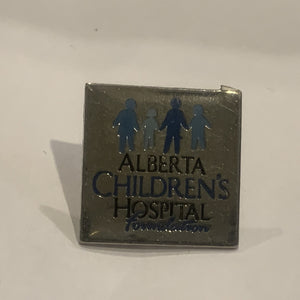 ALBERTA
CHILDREN'S
HOSPITAL
Foundation